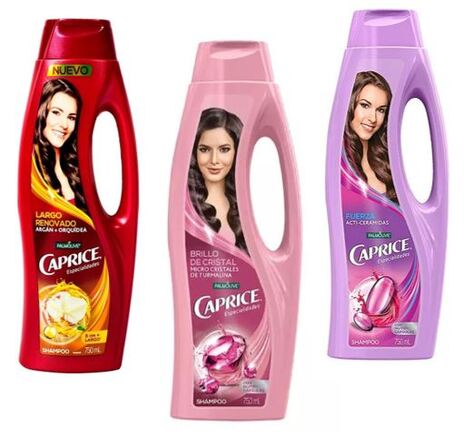 NUEVO
LARGO
RENOVADO
ARGÁN + ORQUÍDEA
PALMOLIVE
CAPRICE
Especialidades
SHAMPOO
750 mL
BRILLO
DE CRISTAL
MICRO CRISTALES
DE TURMALINA
PALMOLIVE
CAPRICE
Especialidades
SHAMPOO
750 mL
FUERZA
ACTI-CERAMIDAS
PALMOLIVE
CAPRICE
Especialidades
SHAMPOO
750 mL